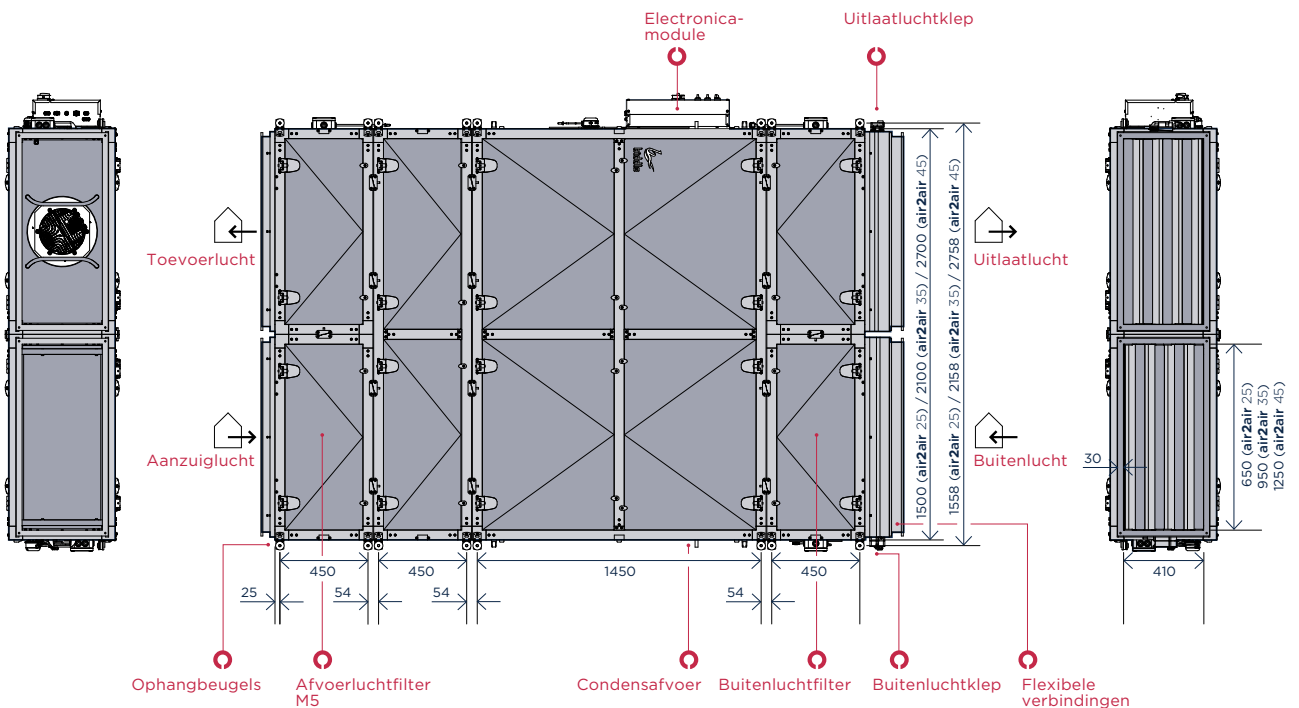 Electronica-
module
Uitlaatluchtklep
Toevoerlucht
Uitlaatlucht
Aanzuiglucht
Buitenlucht
1500 (air2air 25) / 2100 (air2air 35) / 2700 (air2air 45)
1558 (air2air 25) / 2158 (air2air 35) / 2758 (air2air 45)
30
650 (air2air 25)
950 (air2air 35)
1250 (air2air 45)
450
450
1450
450
410
25
54
54
54
Ophangbeugels
Afvoerluchtfilter
M5
Condensafvoer
Buitenluchtfilter
Buitenluchtklep
Flexibele
verbindingen